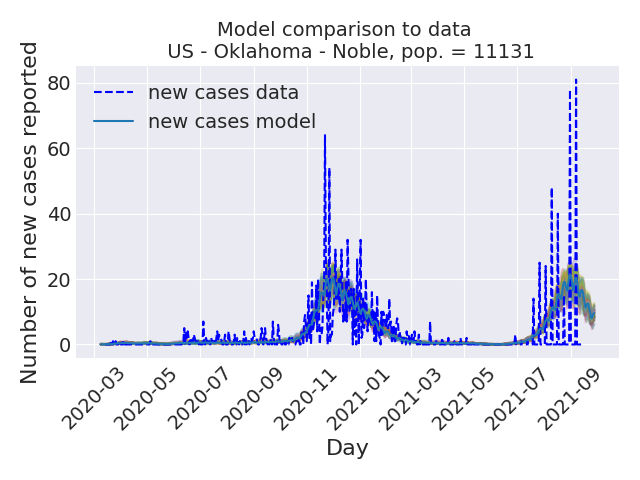 Model comparison to data
US - Oklahoma - Noble, pop. = 11131
Number of new cases reported
80
60
40
20
0
new cases data
new cases model
2020-03
2020-05
2020-07
2020-09
2020-11
2021-01
2021-03
2021-05
2021-07
2021-09
Day